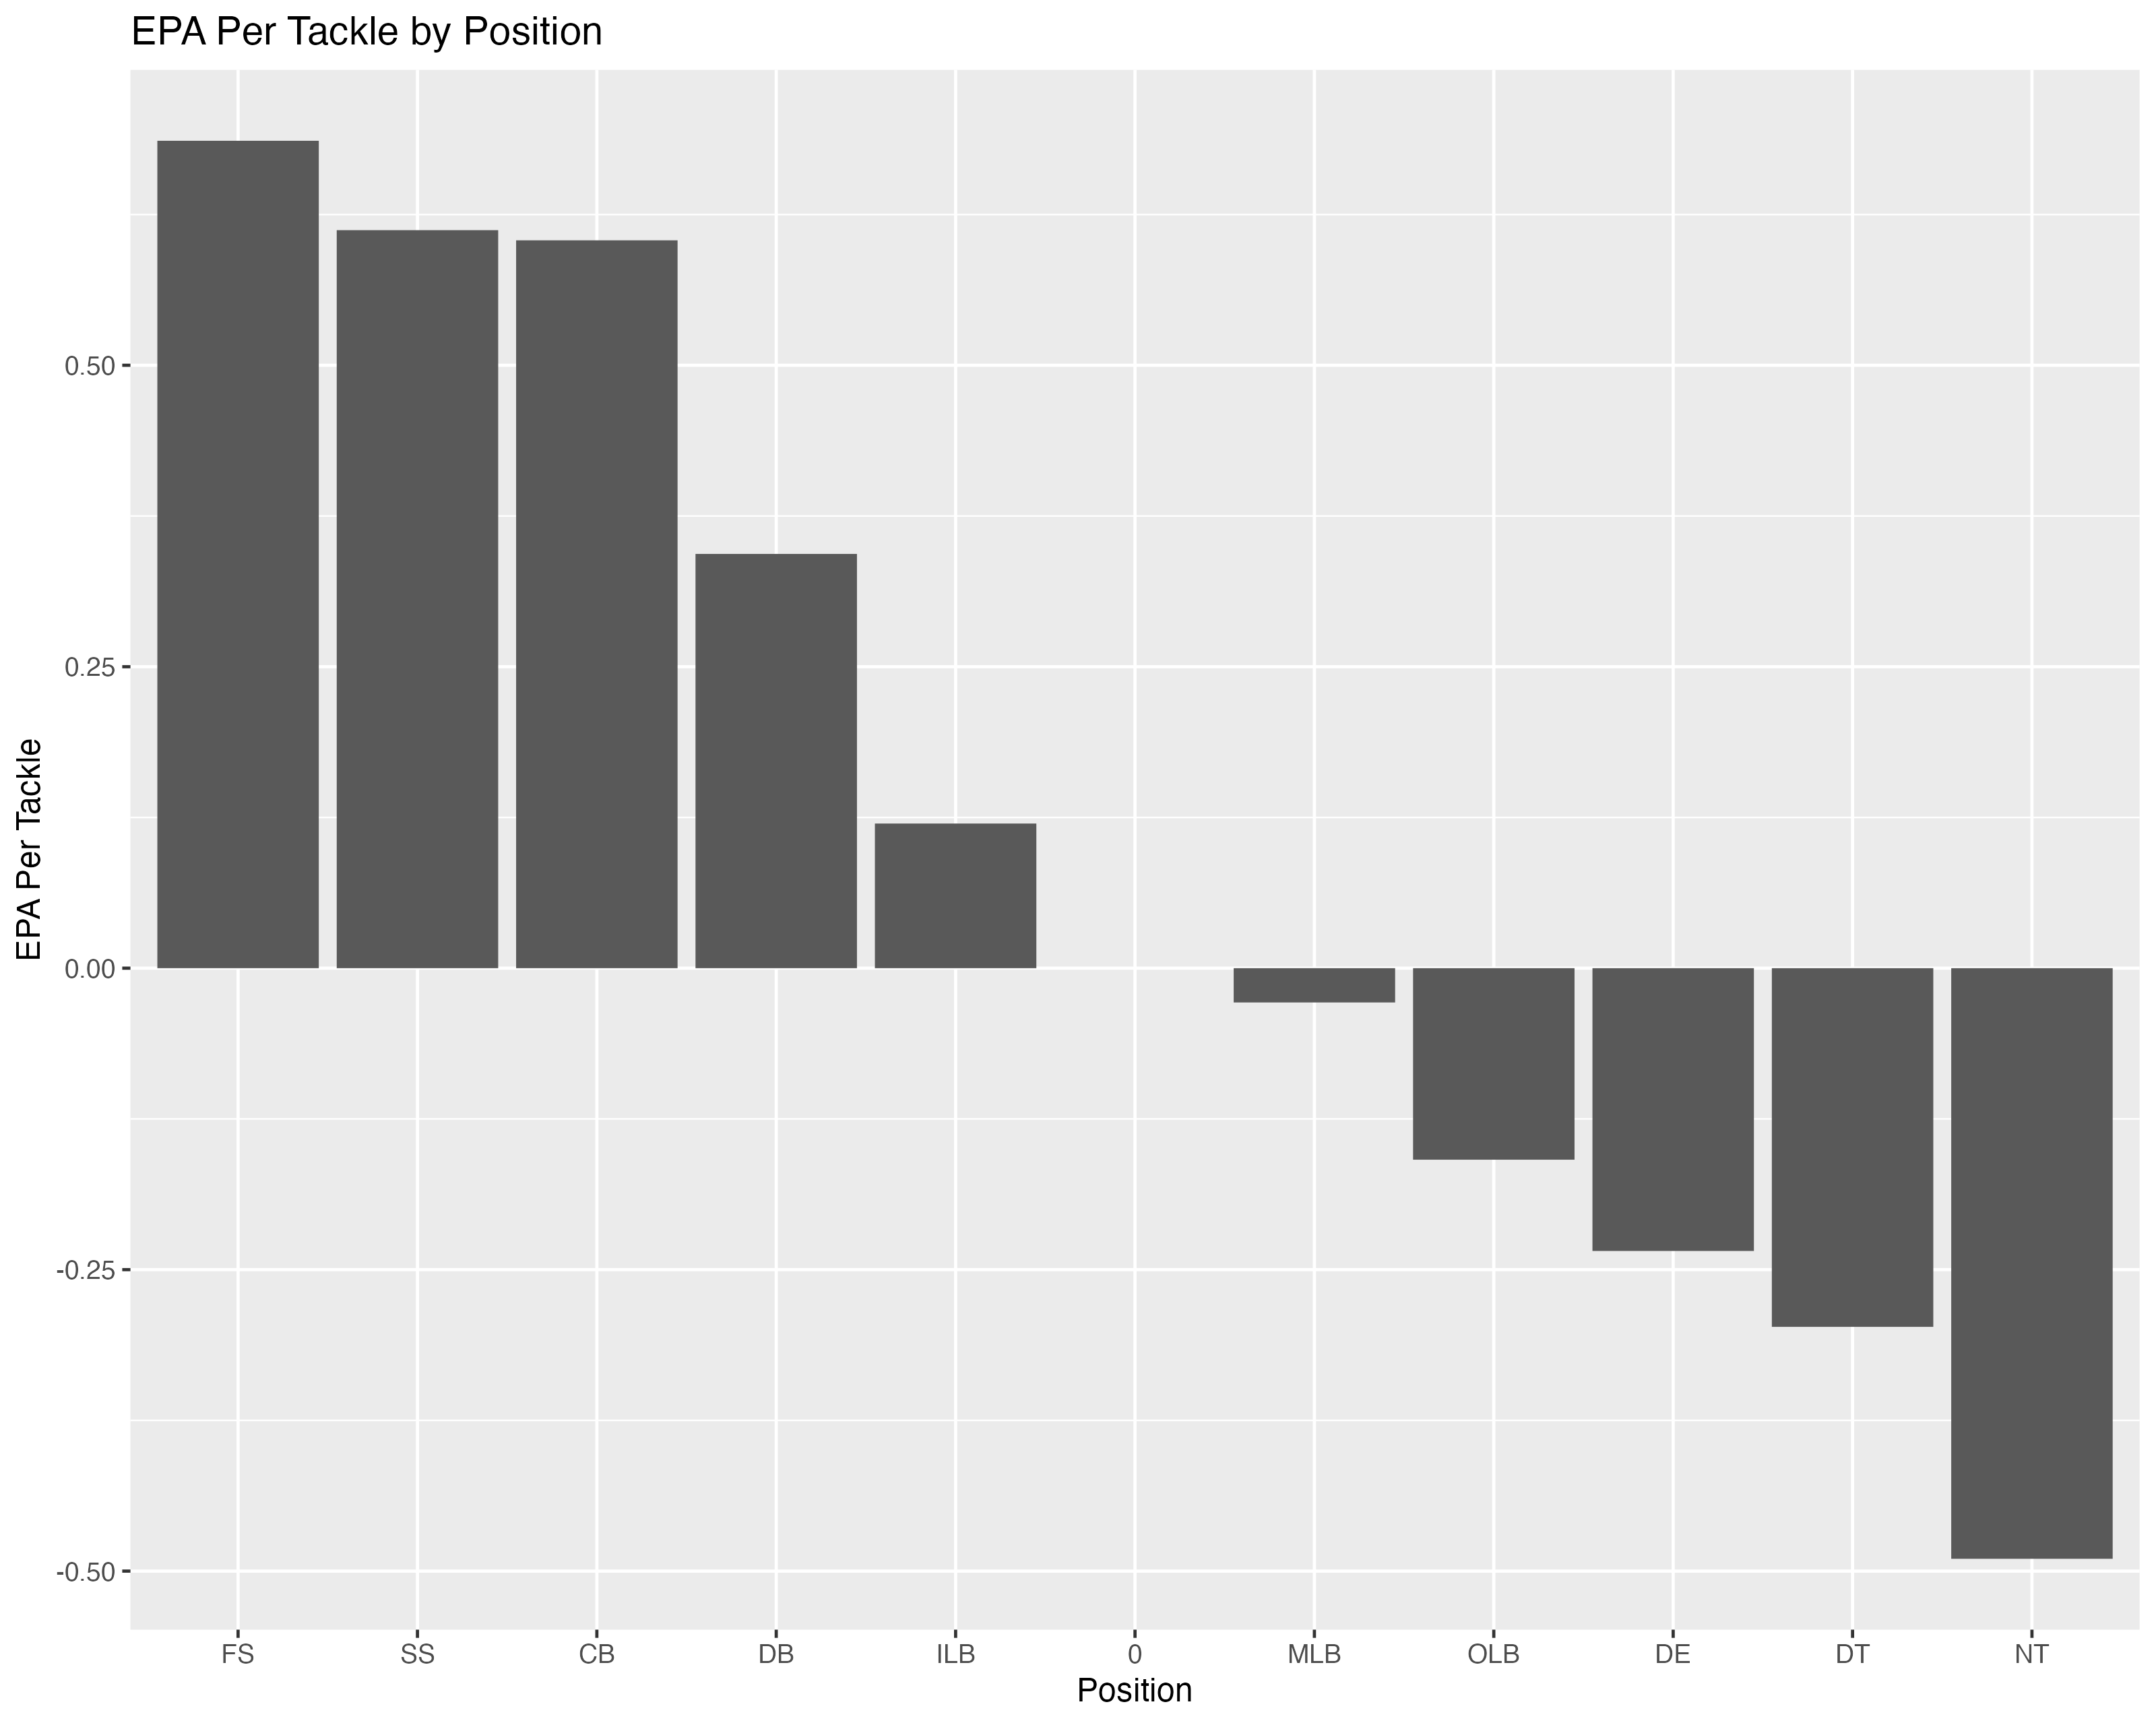 EPA Per Tackle by Position
EPA Per Tackle
0.50
0.25
0.00
-0.25
-0.50
FS SS CB DB ILB 0 MLB OLB DE DT NT
Position